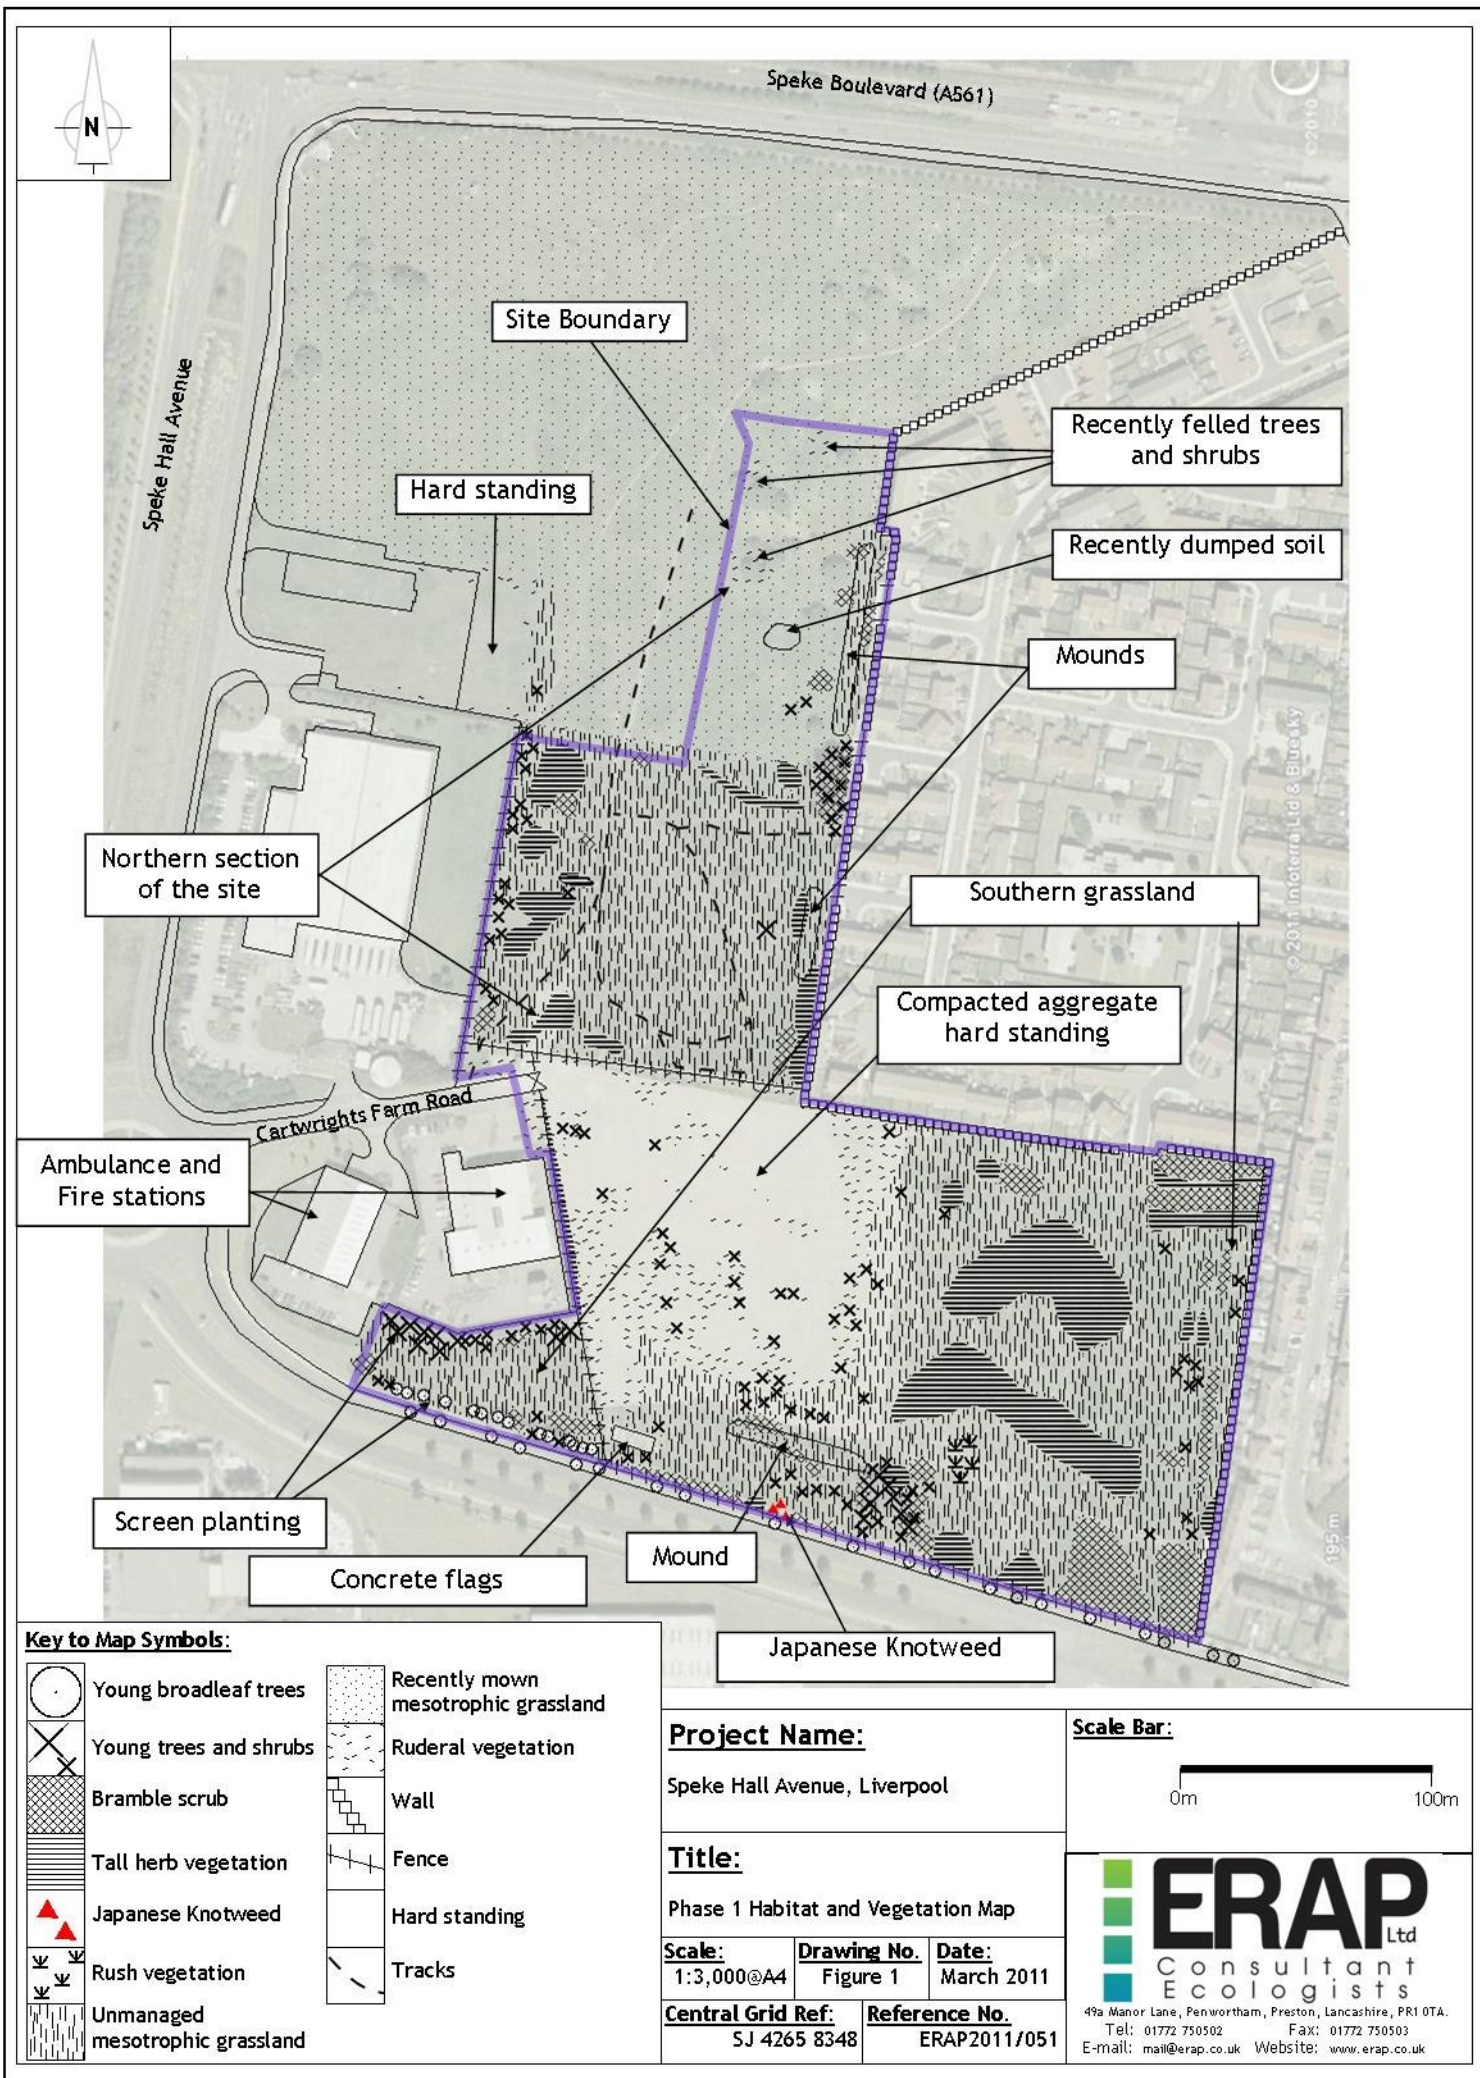 N
Speke Boulevard (A561)
©2010
Site Boundary
Speke Hall Avenue
Recently felled trees
and shrubs
Hard standing
Recently dumped soil
Mounds
© 2011 Infoterra Ltd & Bluesky
Northern section
of the site
Southern grassland
Compacted aggregate
hard standing
Cartwrights Farm Road
Ambulance and
Fire stations
Screen planting
Concrete flags
Mound
195 m
Japanese Knotweed
Key to Map Symbols:
Young broadleaf trees
Young trees and shrubs
Bramble scrub
Tall herb vegetation
Japanese Knotweed
Rush vegetation
Unmanaged
mesotrophic grassland
Recently mown
mesotrophic grassland
Ruderal vegetation
Wall
Fence
Hard standing
Tracks
Project Name:
Speke Hall Avenue, Liverpool
Title:
Phase 1 Habitat and Vegetation Map
Scale:
1:3,000@A4
Drawing No.
Figure 1
Date:
March 2011
Central Grid Ref:
SJ 4265 8348
Reference No.
ERAP2011/051
Scale Bar:
0m 100m
ERAP Ltd
Consultant
Ecologists
49a Manor Lane, Penwortham, Preston, Lancashire, PR1 0TA.
Tel: 01772 750502 Fax: 01772 750503
E-mail: mail@erap.co.uk Website: www.erap.co.uk